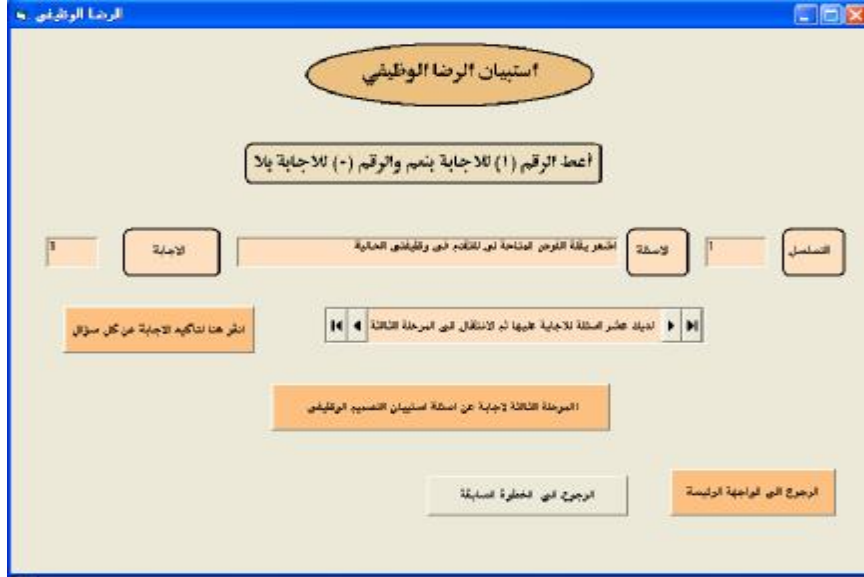 الرضا الوظيفي
استبيان الرضا الوظيفي
أعط الرقم (١) للاجابة بنعم والرقم (٠) للاجابة بلا
التسلسل
1
الاسئلة
اشعر بقلة الفرص المتاحة لي للتقدم في وظيفتي الحالية
الاجابة
لديك عشر اسئلة للاجابة عليها ثم الانتقال الى المرحلة الثالثة
انقر هنا لتأكيد الاجابة عن كل سؤال
المرحلة الثالثة لاجابة عن اسئلة استبيان التصميم الوظيفي
الرجوع الى الواجهة الرئيسة
الرجوع الى الخطوة السابقة